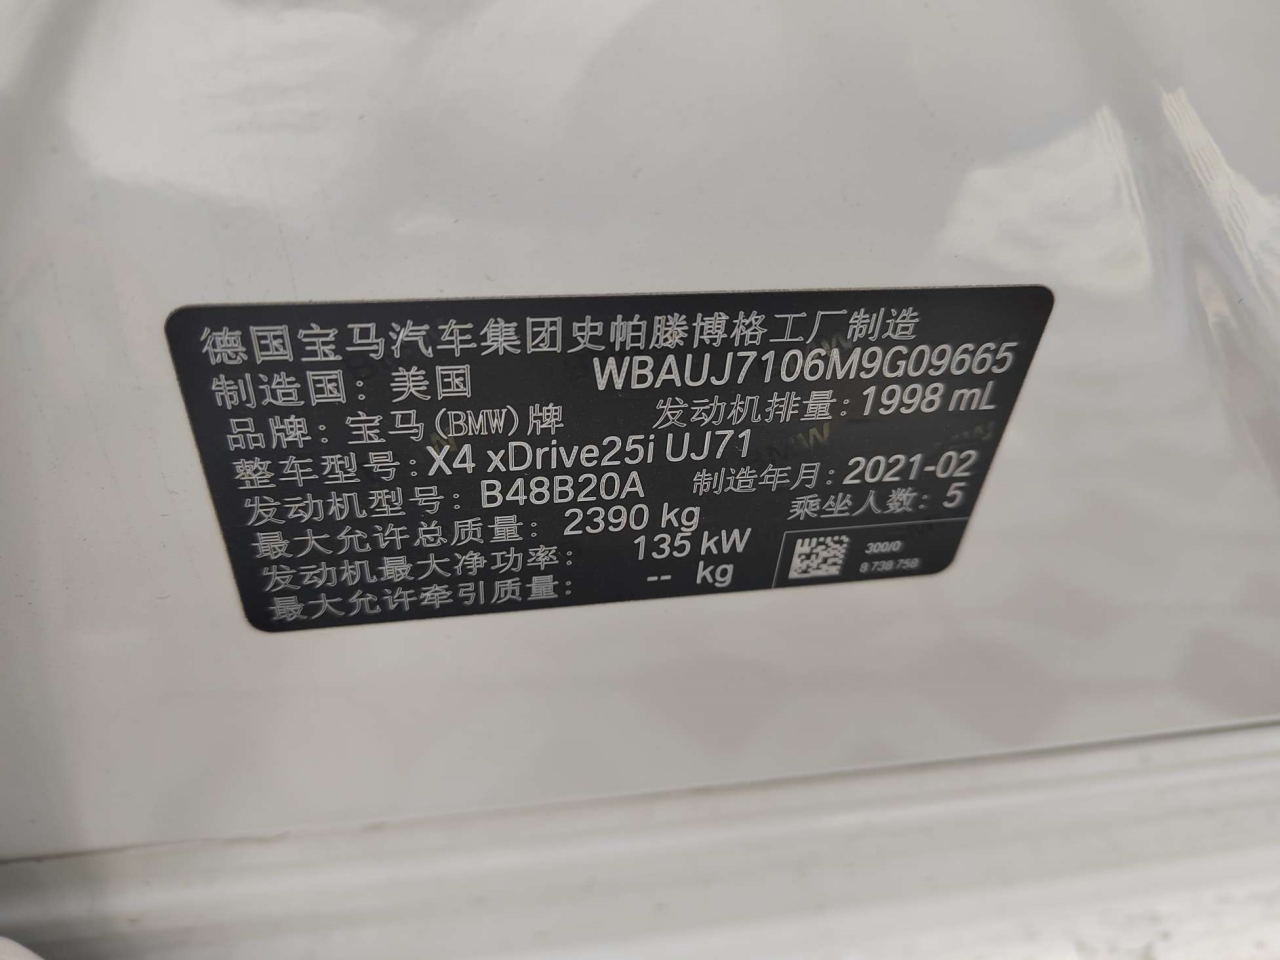 德国宝马汽车集团史帕滕博格工厂制造
制造国：美国 WBAUJ7106M9G09665
品牌：宝马(BMW)牌 发动机排量：1998 mL
整车型号：X4 xDrive25i UJ71
发动机型号：B48B20A 制造年月：2021-02
最大允许总质量：2390 kg 乘坐人数：5
发动机最大净功率：135 kW
最大允许牵引质量：-- kg
300/0
8 738 758